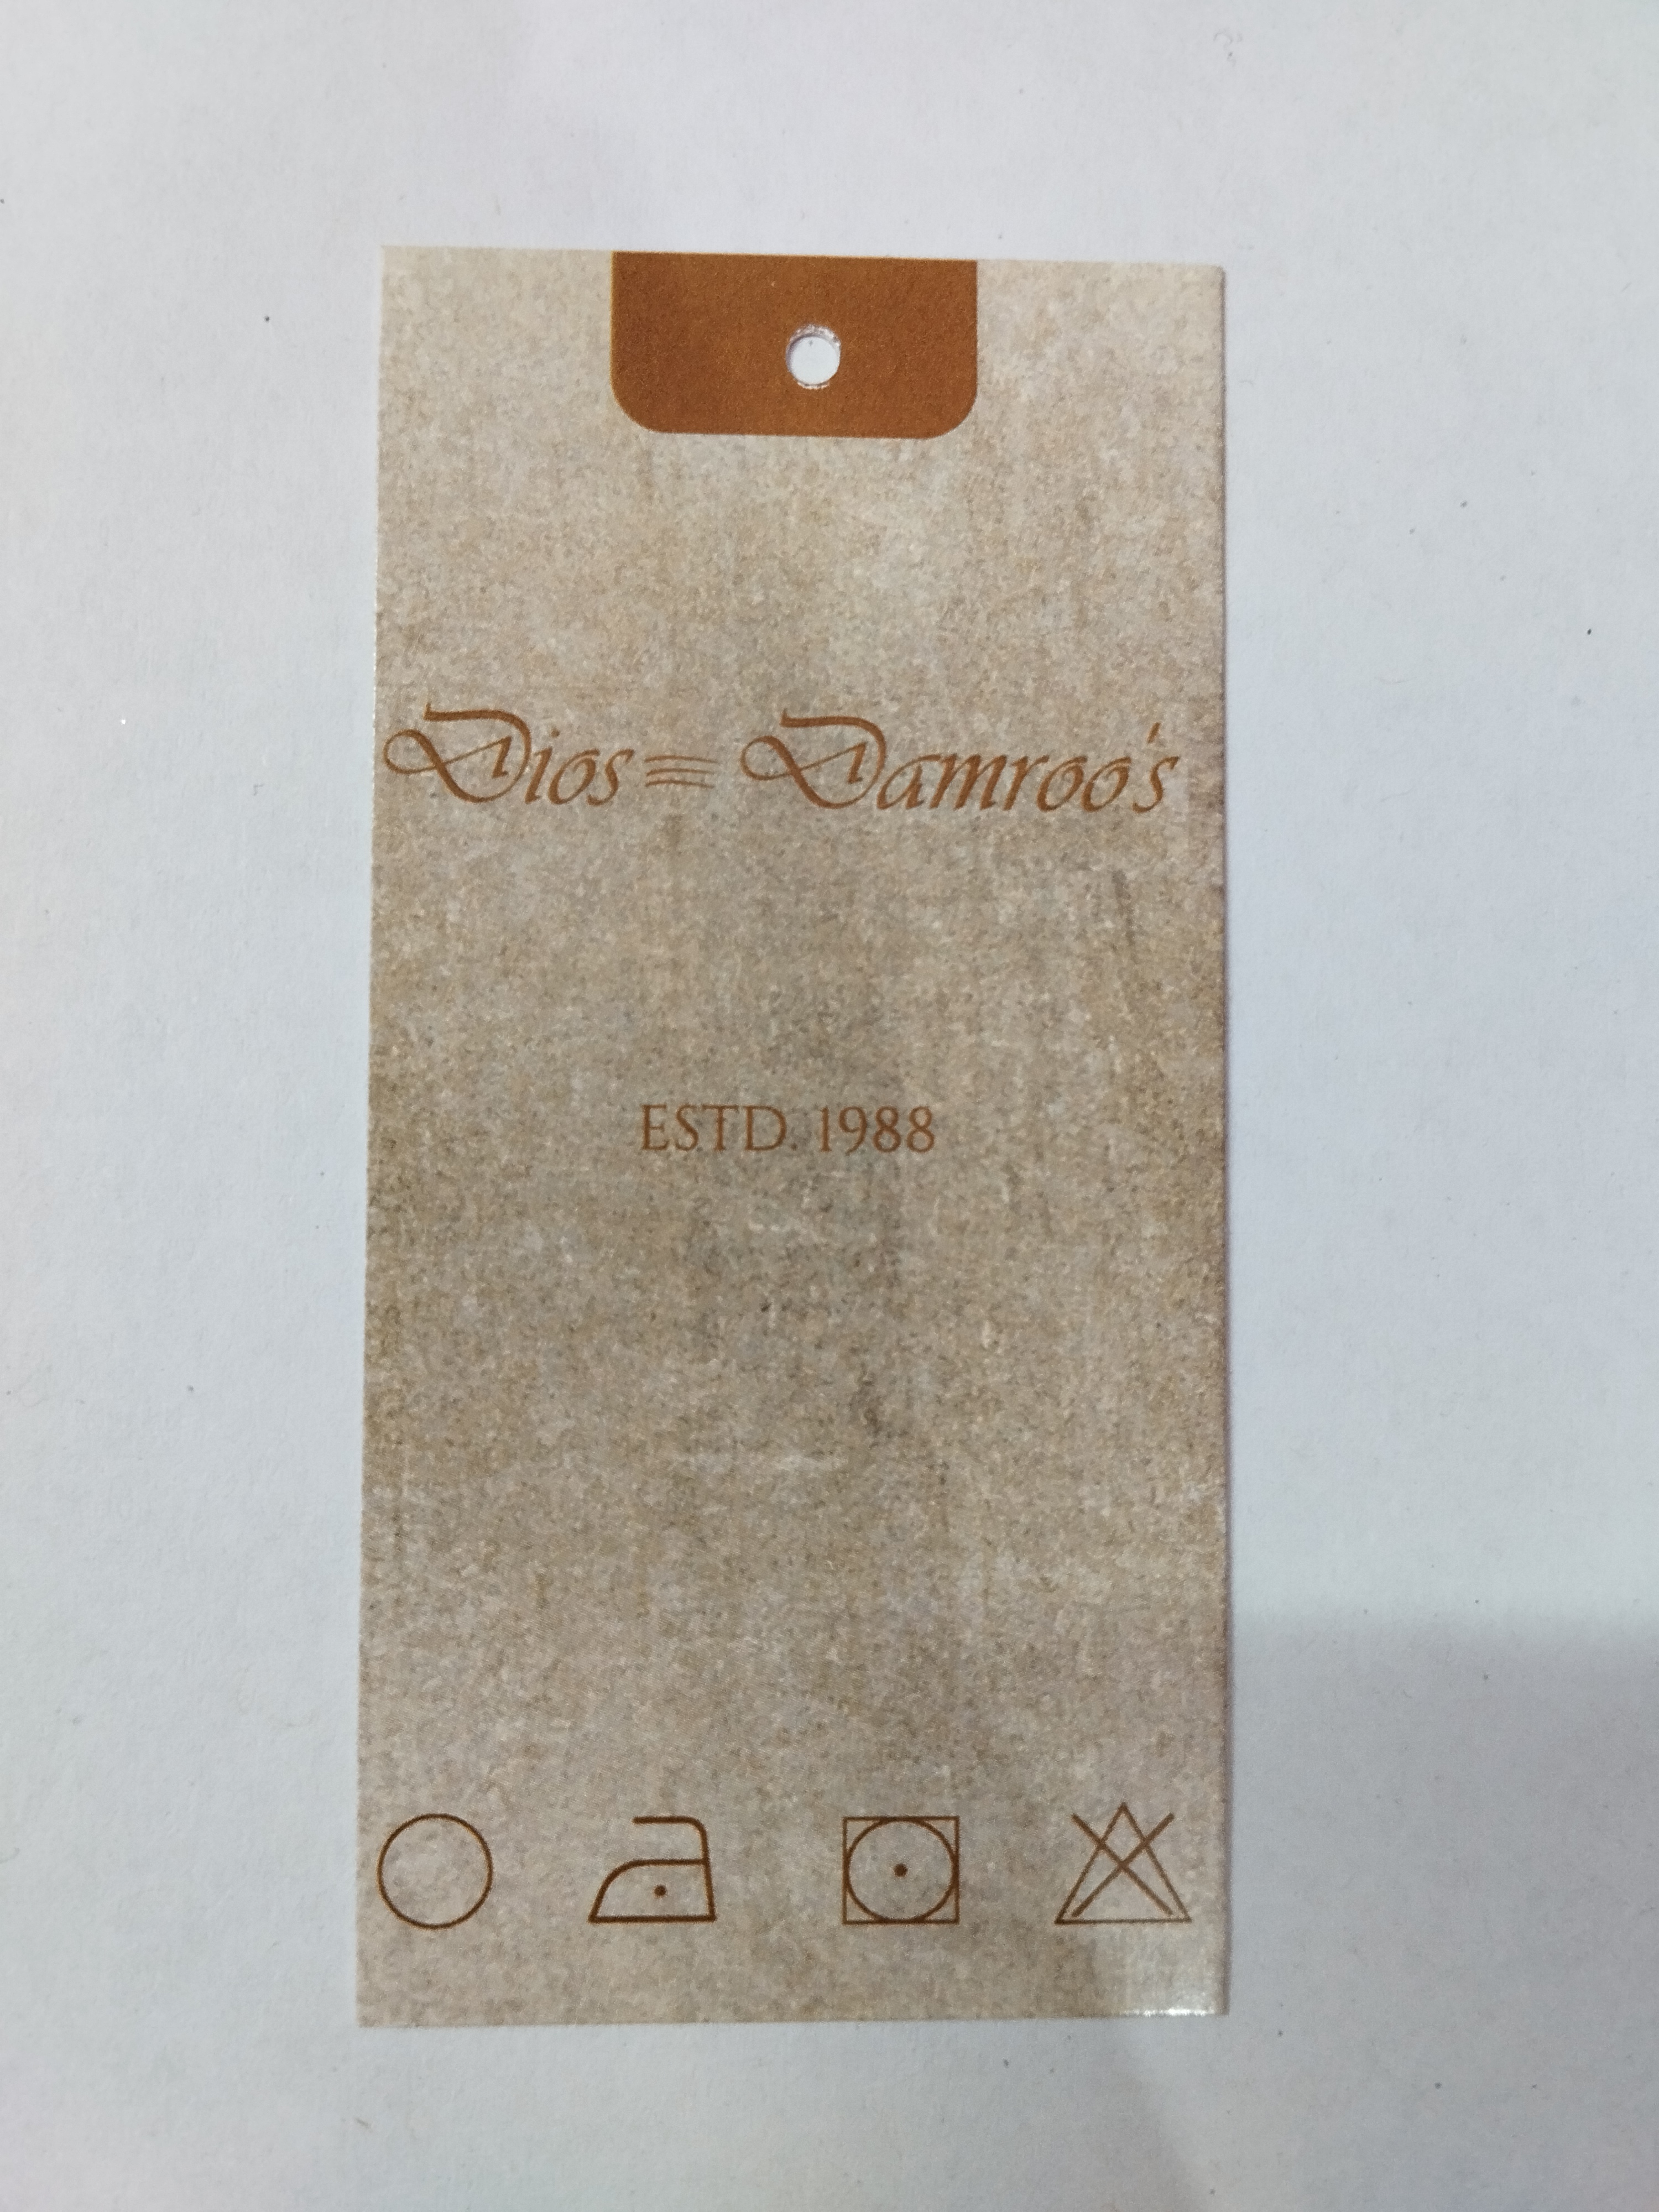 Dios≡ Damroo's
ESTD. 1988